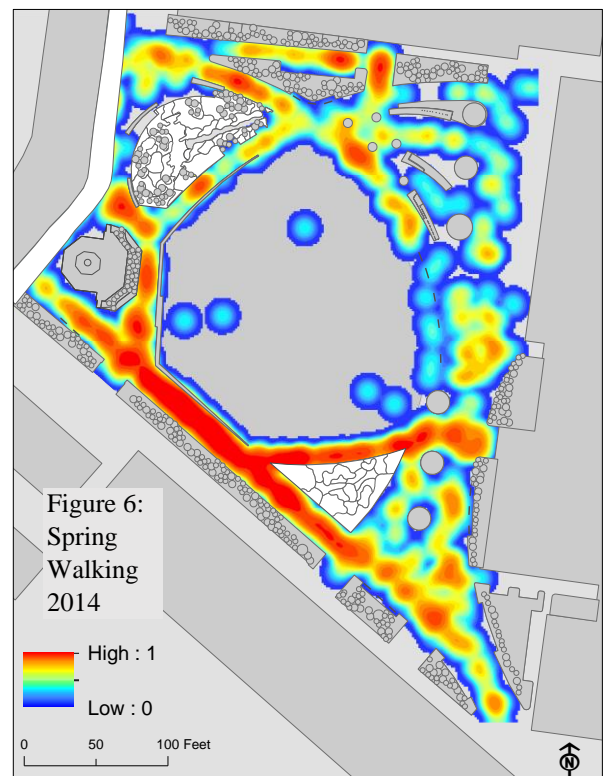 Figure 6:
Spring
Walking
2014
High : 1
Low : 0
0 50 100 Feet
N